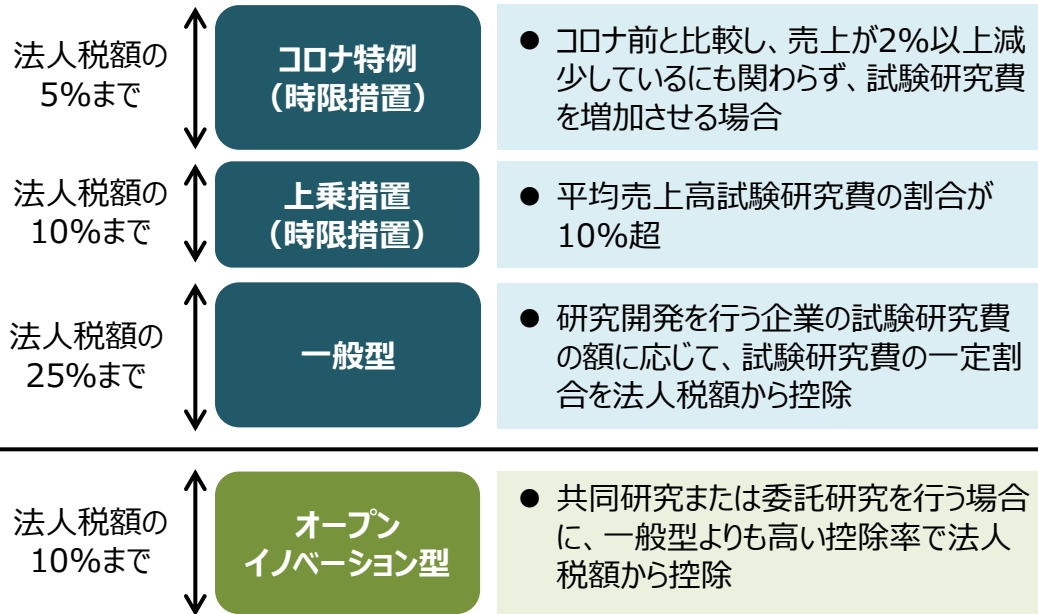 法人税額の
5%まで
コロナ特例
（時限措置）
● コロナ前と比較し、売上が2%以上減
少しているにも関わらず、試験研究費
を増加させる場合
法人税額の
10%まで
上乗措置
（時限措置）
● 平均売上高試験研究費の割合が
10%超
法人税額の
25%まで
一般型
● 研究開発を行う企業の試験研究費
の額に応じて、試験研究費の一定割
合を法人税額から控除
法人税額の
10%まで
オープン
イノベーション型
● 共同研究または委託研究を行う場合
に、一般型よりも高い控除率で法人
税額から控除